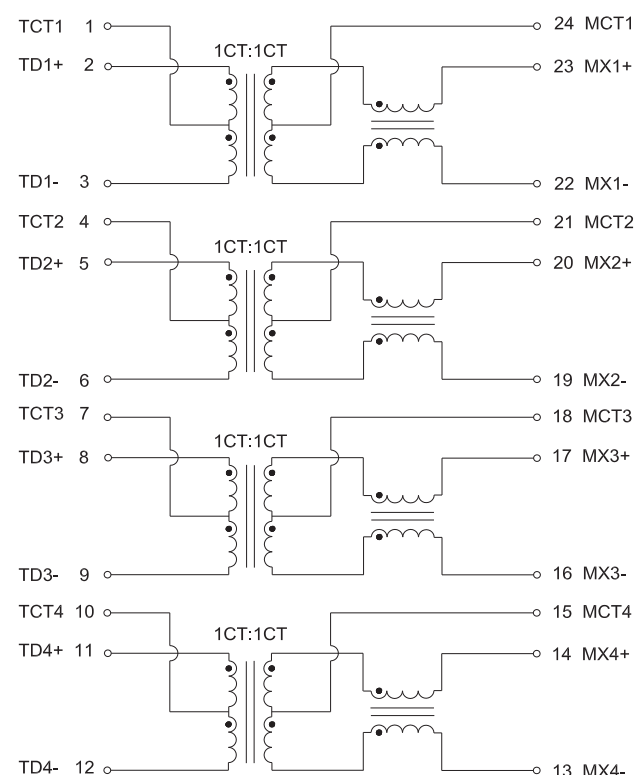 TCT1 1 24 MCT1
1CT:1CT
TD1+ 2 23 MX1+
TD1- 3 22 MX1-
TCT2 4 21 MCT2
1CT:1CT
TD2+ 5 20 MX2+
TD2- 6 19 MX2-
TCT3 7 18 MCT3
1CT:1CT
TD3+ 8 17 MX3+
TD3- 9 16 MX3-
TCT4 10 15 MCT4
1CT:1CT
TD4+ 11 14 MX4+
TD4- 12 13 MX4-